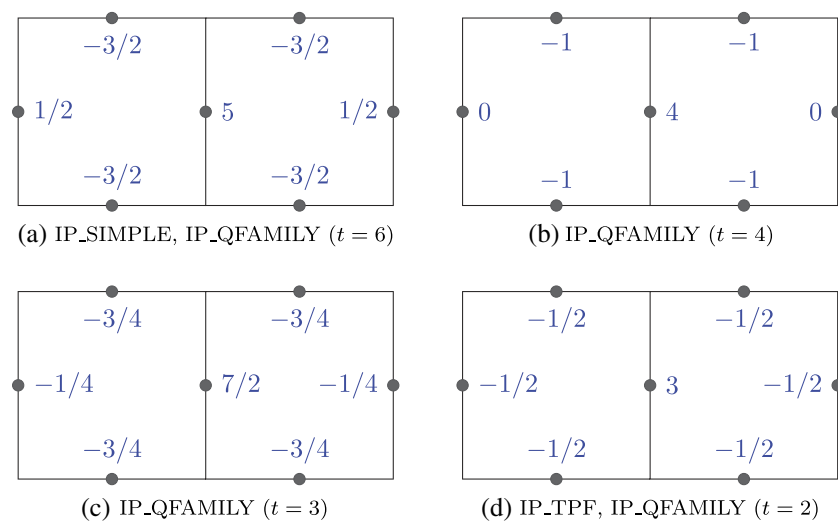 −3/2 −3/2
1/2 5 1/2
−3/2 −3/2
(a) IP_SIMPLE, IP_QFAMILY (t = 6)
−1 −1
0 4 0
−1 −1
(b) IP_QFAMILY (t = 4)
−3/4 −3/4
−1/4 7/2 −1/4
−3/4 −3/4
(c) IP_QFAMILY (t = 3)
−1/2 −1/2
−1/2 3 −1/2
−1/2 −1/2
(d) IP_TPF, IP_QFAMILY (t = 2)